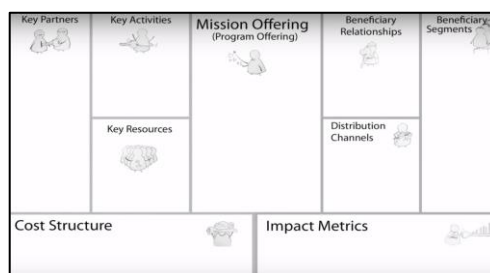 Key Partners
Key Activities
Mission Offering
(Program Offering)
Beneficiary
Relationships
Beneficiary
Segments
Key Resources
Distribution
Channels
Cost Structure
Impact Metrics